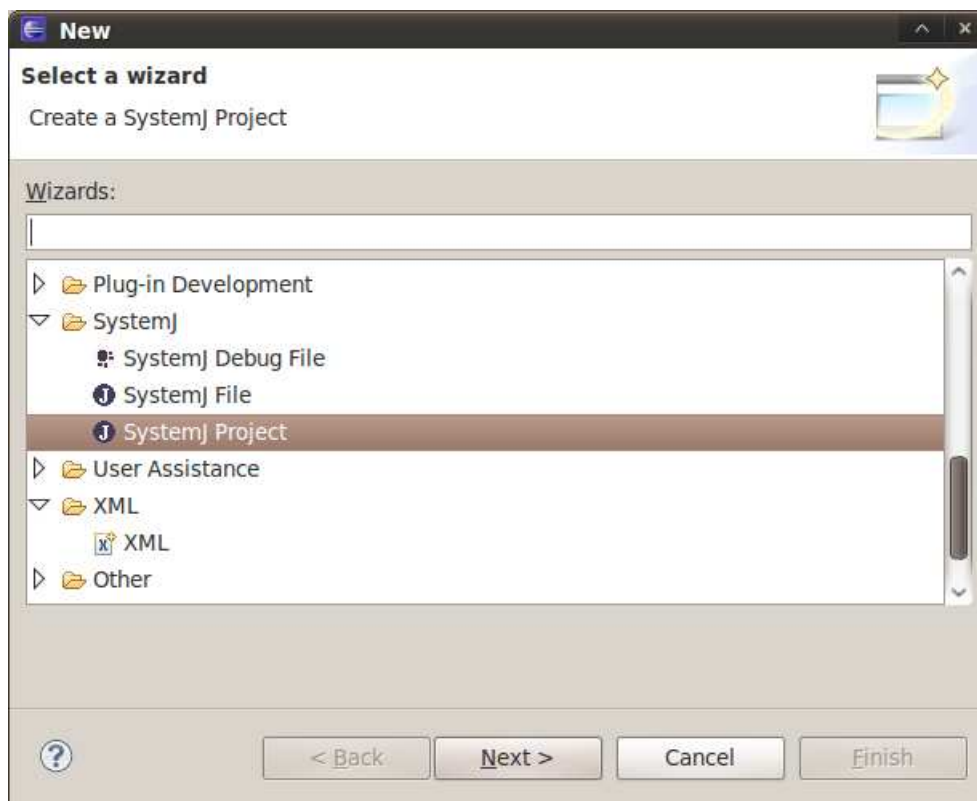 New
Select a wizard
Create a SystemJ Project
Wizards:
Plug-in Development
SystemJ
SystemJ Debug File
SystemJ File
SystemJ Project
User Assistance
XML
XML
Other
< Back Next > Cancel Finish